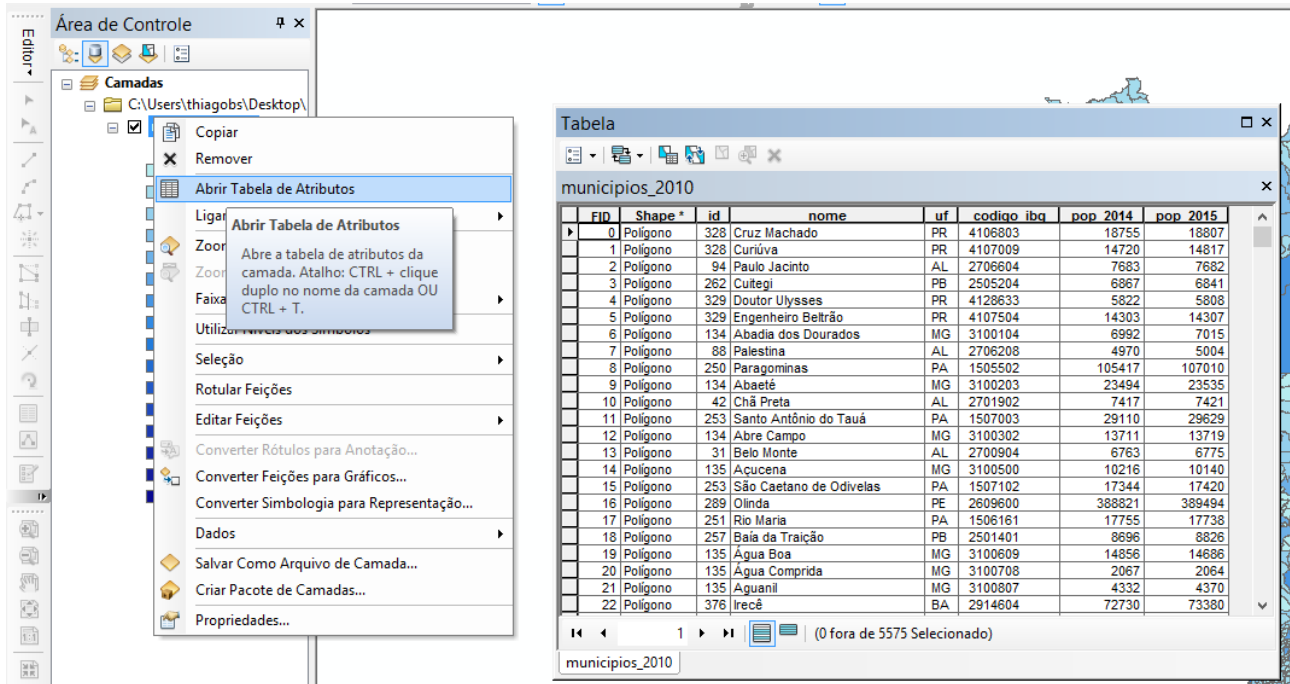 Editor
Área de Controle
Camadas
C:\Users\thiagobs\Desktop\
Copiar
Remover
Abrir Tabela de Atributos
Abrir Tabela de Atributos
Abre a tabela de atributos da
camada. Atalho: CTRL + clique
duplo no nome da camada OU
CTRL + T.
Seleção
Rotular Feições
Editar Feições
Converter Rótulos para Anotação...
Converter Feições para Gráficos...
Converter Simbologia para Representação...
Dados
Salvar Como Arquivo de Camada...
Criar Pacote de Camadas...
Propriedades...
Tabela
municipios_2010
FID Shape * id nome uf codigo_ibg pop_2014 pop_2015
0 Polígono 328 Cruz Machado PR 4106803 18755 18807
1 Polígono 328 Curiúva PR 4107009 14720 14817
2 Polígono 94 Paulo Jacinto AL 2706604 7683 7682
3 Polígono 262 Cuitegi PB 2505204 6867 6841
4 Polígono 329 Doutor Ulysses PR 4128633 5822 5808
5 Polígono 329 Engenheiro Beltrão PR 4107504 14303 14307
6 Polígono 134 Abadia dos Dourados MG 3100104 6992 7015
7 Polígono 88 Palestina AL 2706208 4970 5004
8 Polígono 250 Paragominas PA 1505502 105417 107010
9 Polígono 134 Abaeté MG 3100203 23494 23535
10 Polígono 42 Chã Preta AL 2701902 7417 7421
11 Polígono 253 Santo Antônio do Tauá PA 1507003 29110 29629
12 Polígono 134 Abre Campo MG 3100302 13711 13719
13 Polígono 31 Belo Monte AL 2700904 6763 6775
14 Polígono 135 Açucena MG 3100500 10216 10140
15 Polígono 253 São Caetano de Odivelas PA 1507102 17344 17420
16 Polígono 289 Olinda PE 2609600 388821 389494
17 Polígono 251 Rio Maria PA 1506161 17755 17738
18 Polígono 257 Baía da Traição PB 2501401 8696 8826
19 Polígono 135 Água Boa MG 3100609 14856 14686
20 Polígono 135 Água Comprida MG 3100708 2067 2064
21 Polígono 135 Aguanil MG 3100807 4332 4370
22 Polígono 376 Irecê BA 2914604 72730 73380
1 (0 fora de 5575 Selecionado)
municipios_2010